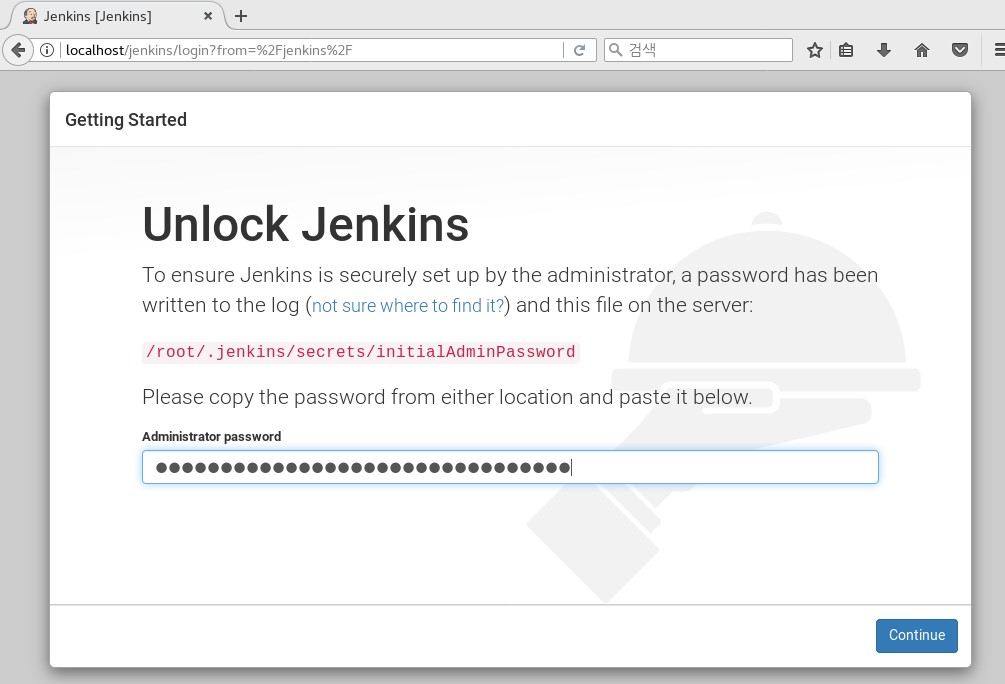 Jenkins [Jenkins]
localhost/jenkins/login?from=%2Fjenkins%2F
검색
Getting Started
Unlock Jenkins
To ensure Jenkins is securely set up by the administrator, a password has been
written to the log (not sure where to find it?) and this file on the server:
/root/.jenkins/secrets/initialAdminPassword
Please copy the password from either location and paste it below.
Administrator password
●●●●●●●●●●●●●●●●●●●●●●●●●●●●●●●●
Continue